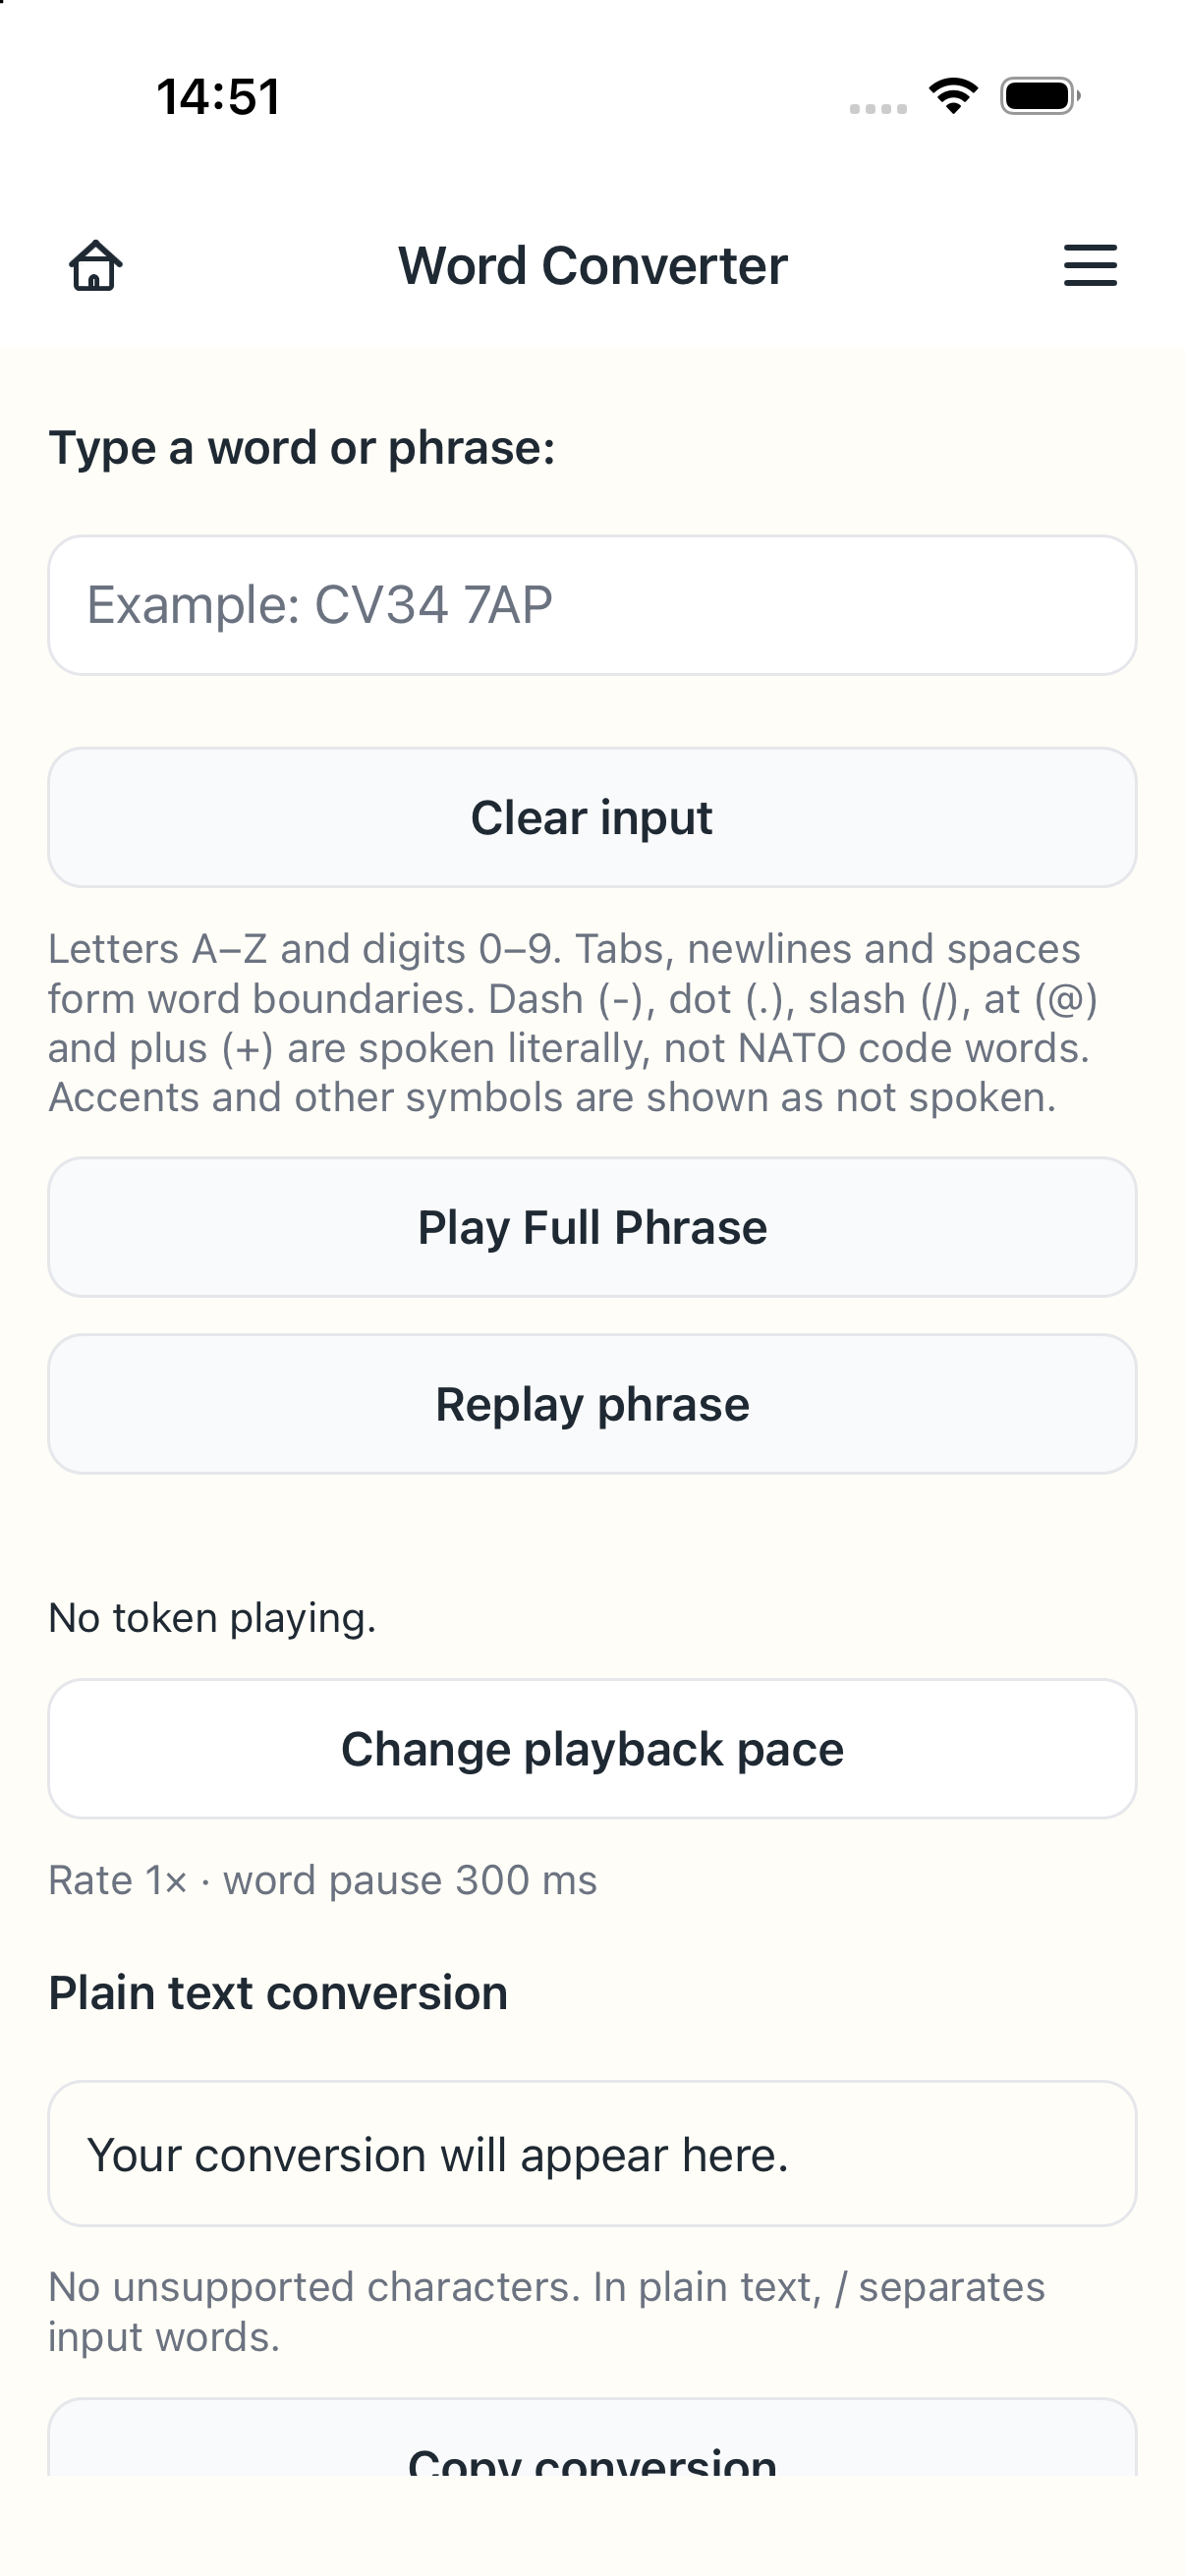 14:51
Word Converter
Type a word or phrase:
Example: CV34 7AP
Clear input
Letters A–Z and digits 0–9. Tabs, newlines and spaces
form word boundaries. Dash (-), dot (.), slash (/), at (@)
and plus (+) are spoken literally, not NATO code words.
Accents and other symbols are shown as not spoken.
Play Full Phrase
Replay phrase
No token playing.
Change playback pace
Rate 1× · word pause 300 ms
Plain text conversion
Your conversion will appear here.
No unsupported characters. In plain text, / separates
input words.
Copy conversion